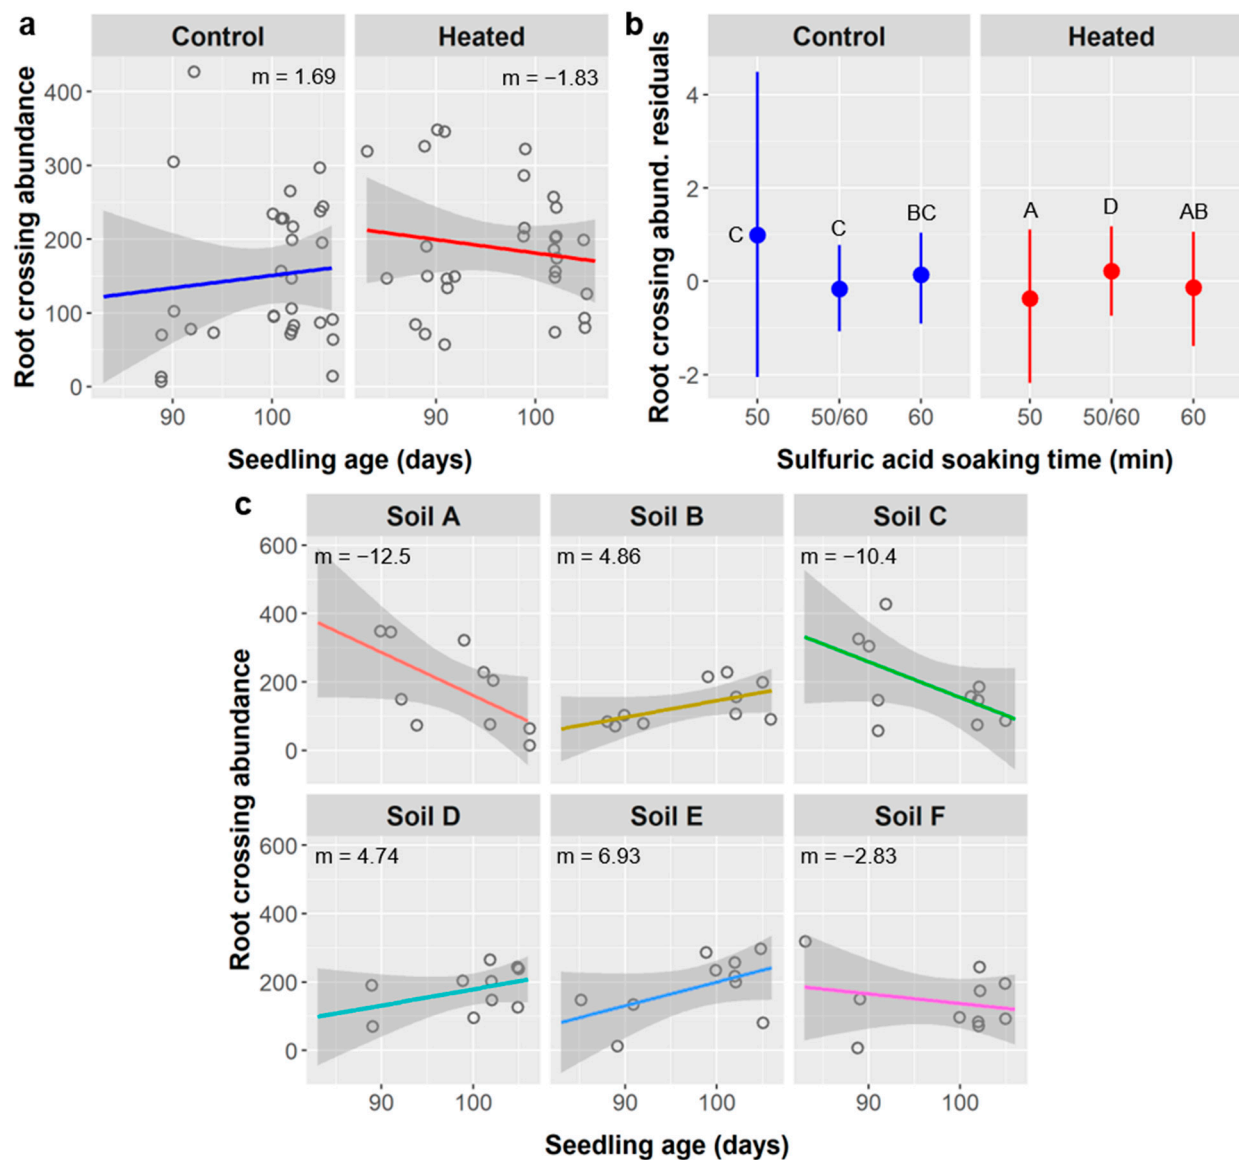 a
Control
Heated
m = 1.69
m = −1.83
Root crossing abundance
400
300
200
100
0
90
100
90
100
Seedling age (days)
b
Control
Heated
Root crossing abund. residuals
4
2
0
-2
C
C
BC
A
D
AB
50
50/60
60
50
50/60
60
Sulfuric acid soaking time (min)
c
Soil A
Soil B
Soil C
m = −12.5
m = 4.86
m = −10.4
600
400
200
0
Root crossing abundance
Soil D
Soil E
Soil F
m = 4.74
m = 6.93
m = −2.83
600
400
200
0
90
100
90
100
90
100
Seedling age (days)